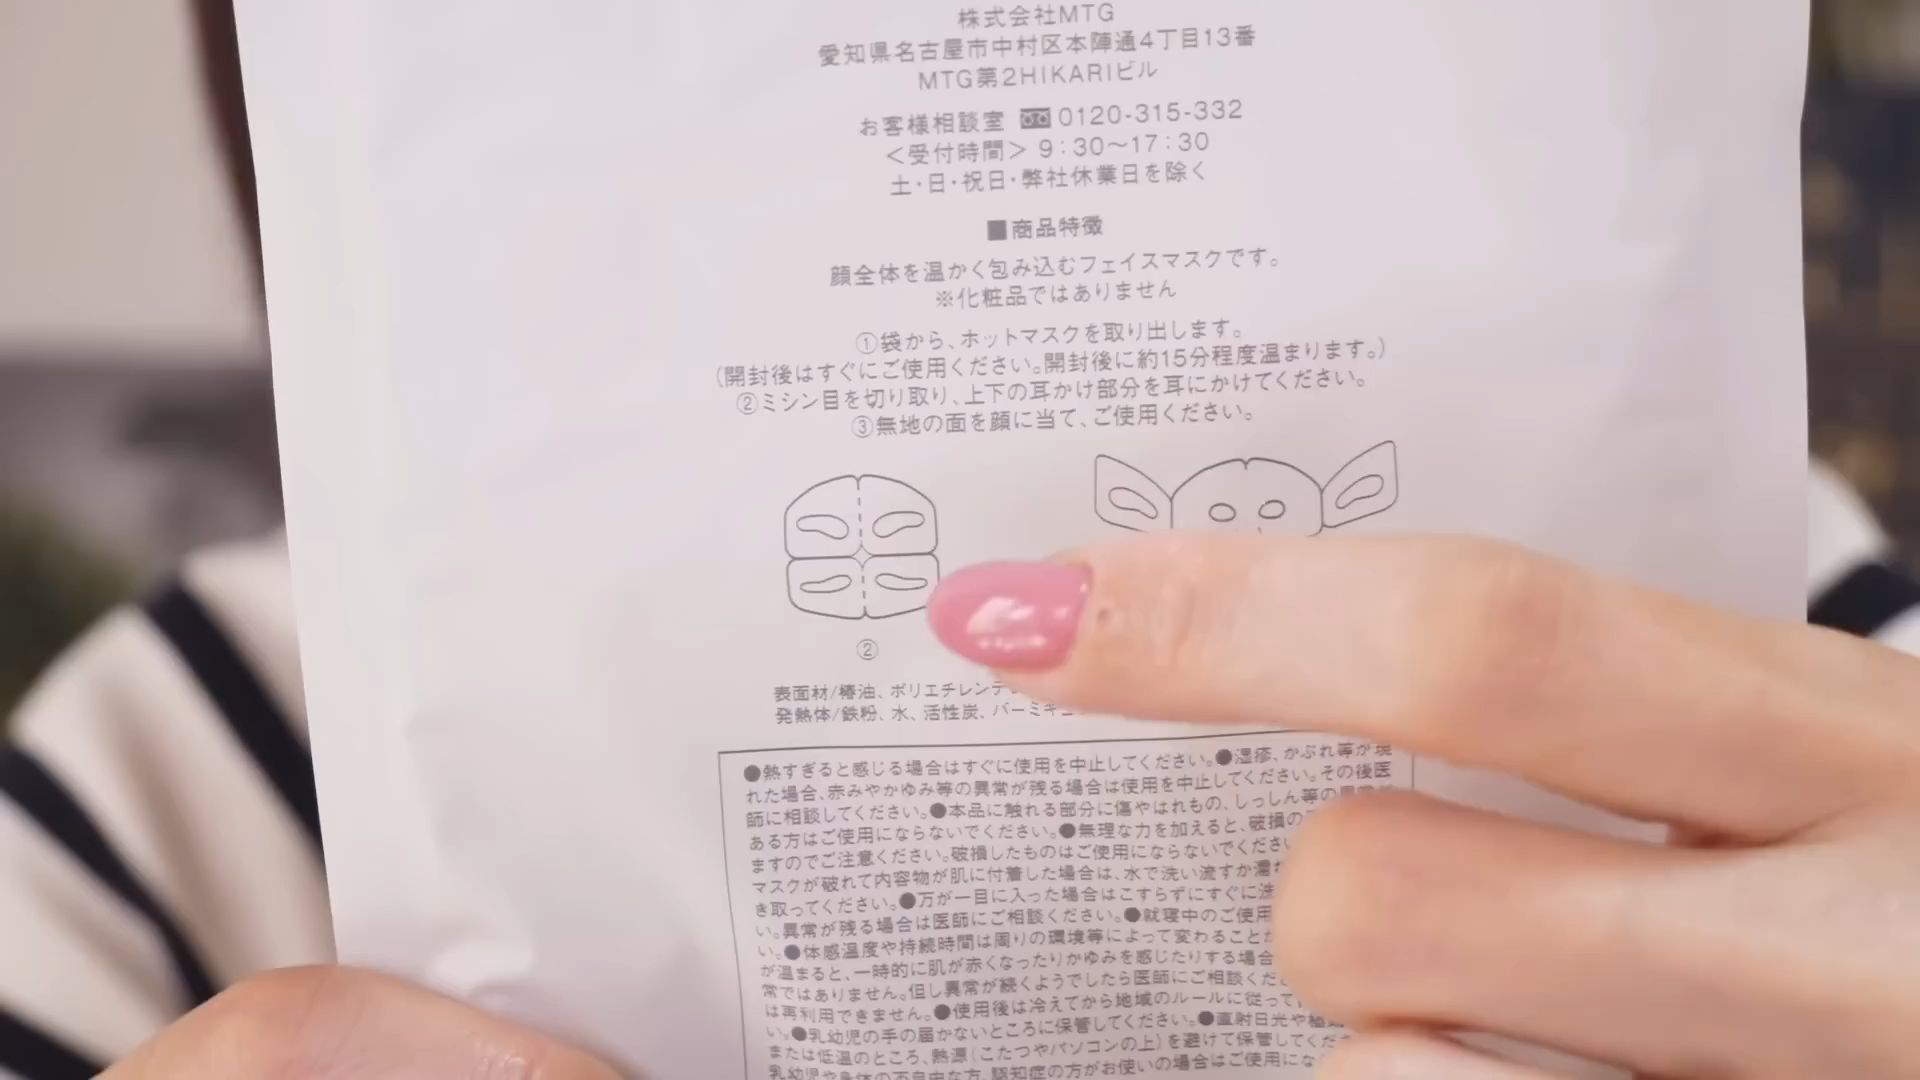 株式会社MTG
愛知県名古屋市中村区本陣通4丁目13番
MTG第2HIKARIビル
お客様相談室 0120-315-332
＜受付時間＞9:30〜17:30
土・日・祝日・弊社休業日を除く
■商品特徴
顔全体を温かく包み込むフェイスマスクです。
※化粧品ではありません
①袋から、ホットマスクを取り出します。
(開封後はすぐにご使用ください。開封後に約15分程度温まります。)
②ミシン目を切り取り、上下の耳かけ部分を耳にかけてください。
③無地の面を顔に当て、ご使用ください。
②
表面材/椿油、ポリエチレンテ
発熱体/鉄粉、水、活性炭、バーミキュ
●熱すぎると感じる場合はすぐに使用を中止してください。●湿疹、かぶれ等が現
れた場合、赤みやかゆみ等の異常が残る場合は使用を中止してください。その後医
師に相談してください。●本品に触れる部分に傷やはれもの、しっしん等の異常が
ある方はご使用にならないでください。●無理な力を加えると、破損の
ますのでご注意ください。破損したものはご使用にならないでくださ
マスクが破れて内容物が肌に付着した場合は、水で洗い流すか濡
き取ってください。●万が一目に入った場合はこすらずにすぐに洗
い。異常が残る場合は医師にご相談ください。●就寝中のご使用
い。●体感温度や持続時間は周りの環境等によって変わることが
が温まると、一時的に肌が赤くなったりかゆみを感じたりする場合
常ではありません。但し異常が続くようでしたら医師にご相談くだ
は再利用できません。●使用後は冷えてから地域のルールに従って
い。●乳幼児の手の届かないところに保管してください。●直射日光や極
または低温のところ、熱源(こたつやパソコンの上)を避けて保管してくだ
乳幼児や身体の不自由な方、認知症の方がお使いの場合はご使用にな